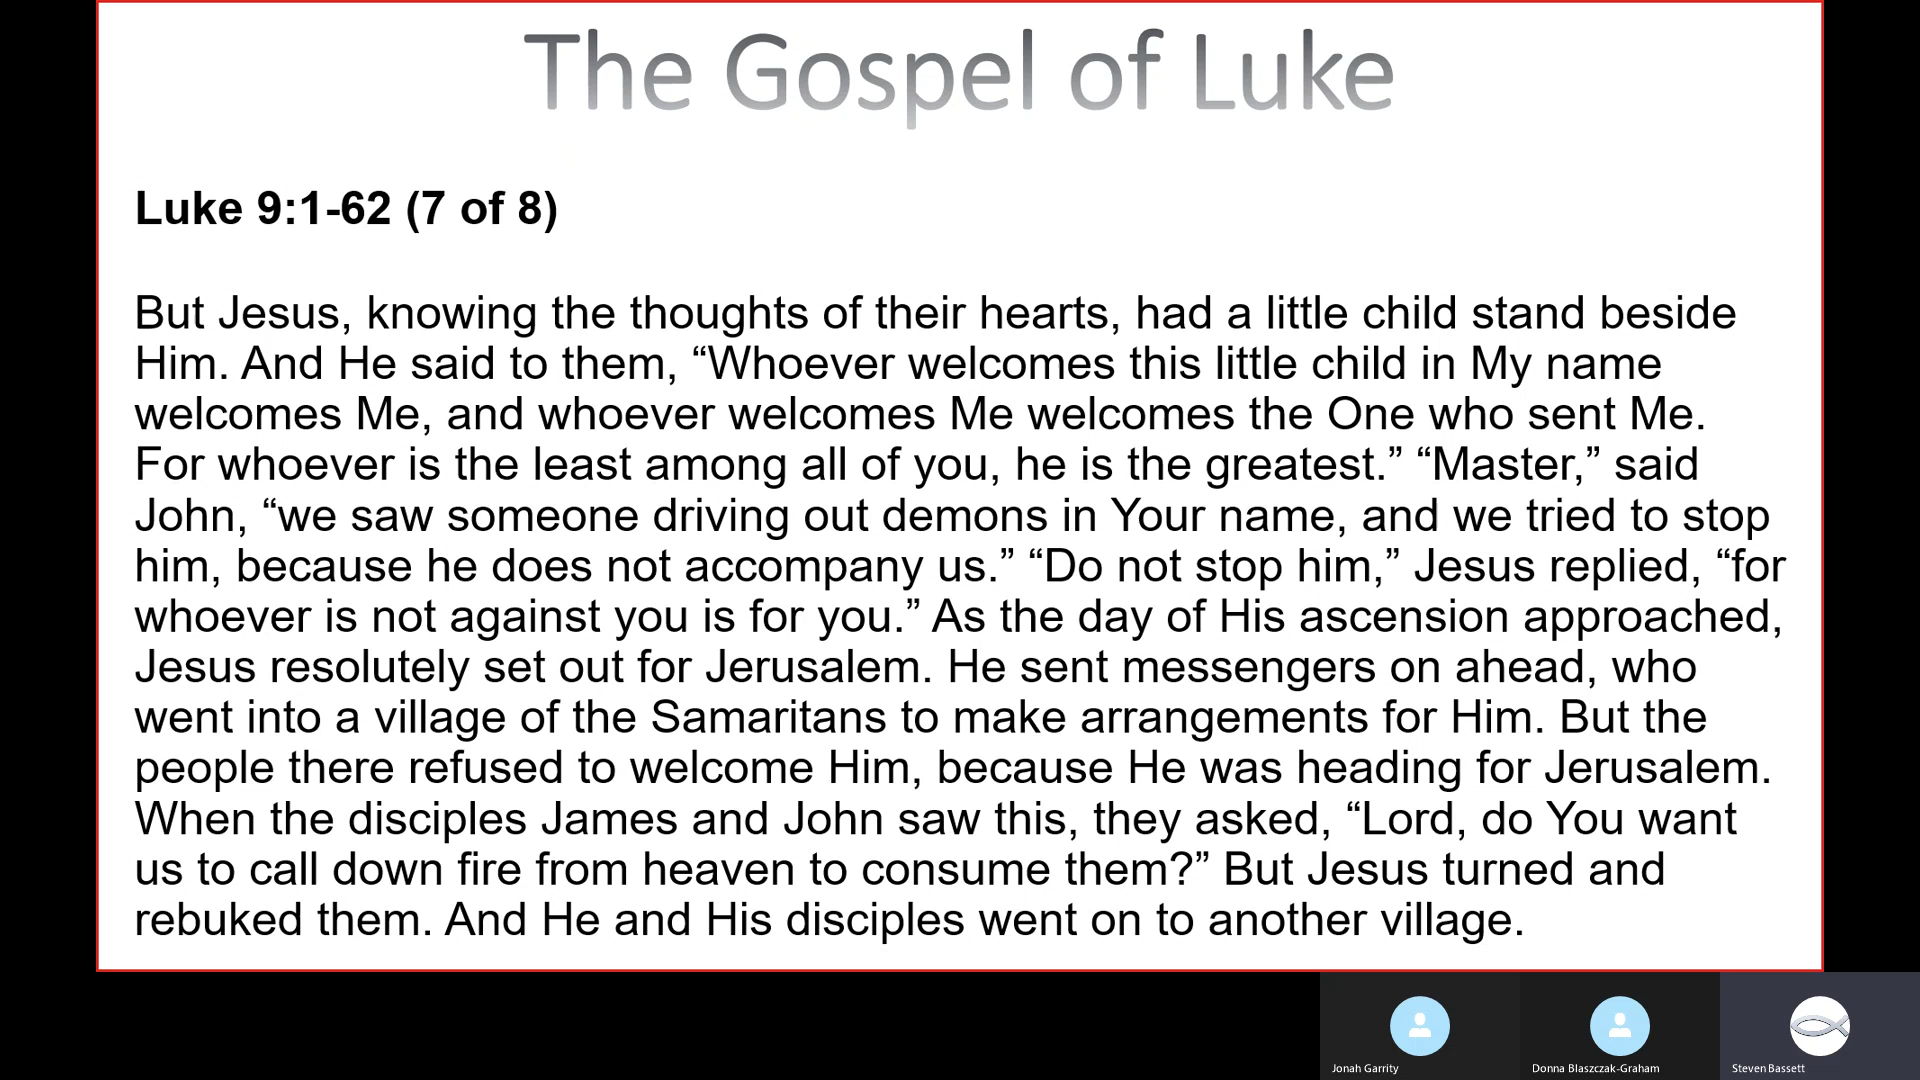 The Gospel of Luke
Luke 9:1-62 (7 of 8)
But Jesus, knowing the thoughts of their hearts, had a little child stand beside
Him. And He said to them, “Whoever welcomes this little child in My name
welcomes Me, and whoever welcomes Me welcomes the One who sent Me.
For whoever is the least among all of you, he is the greatest.” “Master,” said
John, “we saw someone driving out demons in Your name, and we tried to stop
him, because he does not accompany us.” “Do not stop him,” Jesus replied, “for
whoever is not against you is for you.” As the day of His ascension approached,
Jesus resolutely set out for Jerusalem. He sent messengers on ahead, who
went into a village of the Samaritans to make arrangements for Him. But the
people there refused to welcome Him, because He was heading for Jerusalem.
When the disciples James and John saw this, they asked, “Lord, do You want
us to call down fire from heaven to consume them?” But Jesus turned and
rebuked them. And He and His disciples went on to another village.
Jonah Garrity
Donna Blaszczak-Graham
Steven Bassett